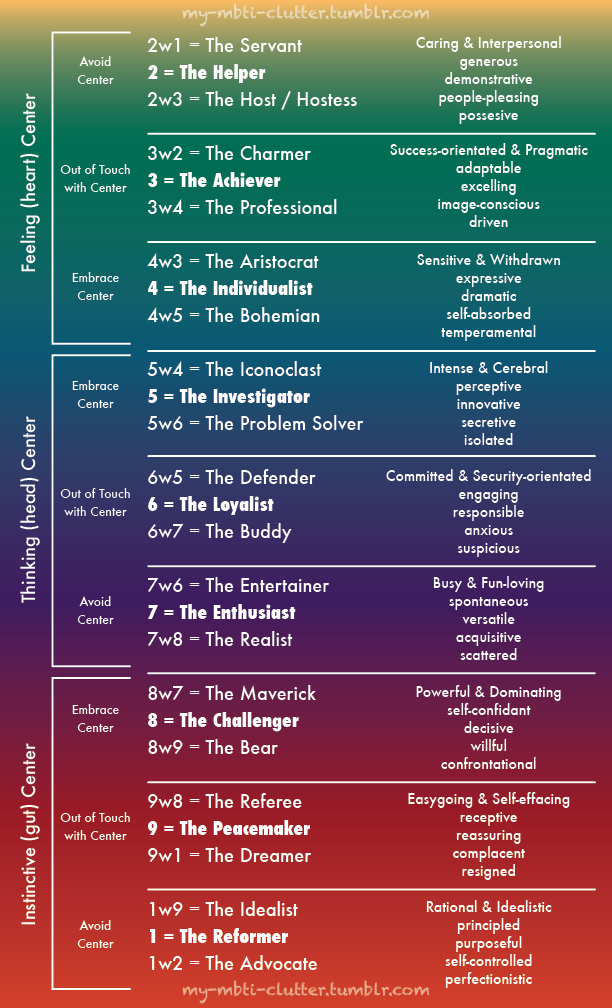 my-mbti-clutter.tumblr.com
Feeling (heart) Center
Avoid
Center
2w1 = The Servant
2 = The Helper
2w3 = The Host / Hostess
Caring & Interpersonal
generous
demonstrative
people-pleasing
possesive
Out of Touch
with Center
3w2 = The Charmer
3 = The Achiever
3w4 = The Professional
Success-orientated & Pragmatic
adaptable
excelling
image-conscious
driven
Embrace
Center
4w3 = The Aristocrat
4 = The Individualist
4w5 = The Bohemian
Sensitive & Withdrawn
expressive
dramatic
self-absorbed
temperamental
Thinking (head) Center
Embrace
Center
5w4 = The Iconoclast
5 = The Investigator
5w6 = The Problem Solver
Intense & Cerebral
perceptive
innovative
secretive
isolated
Out of Touch
with Center
6w5 = The Defender
6 = The Loyalist
6w7 = The Buddy
Committed & Security-orientated
engaging
responsible
anxious
suspicious
Avoid
Center
7w6 = The Entertainer
7 = The Enthusiast
7w8 = The Realist
Busy & Fun-loving
spontaneous
versatile
acquisitive
scattered
Instinctive (gut) Center
Embrace
Center
8w7 = The Maverick
8 = The Challenger
8w9 = The Bear
Powerful & Dominating
self-confidant
decisive
willful
confrontational
Out of Touch
with Center
9w8 = The Referee
9 = The Peacemaker
9w1 = The Dreamer
Easygoing & Self-effacing
receptive
reassuring
complacent
resigned
Avoid
Center
1w9 = The Idealist
1 = The Reformer
1w2 = The Advocate
Rational & Idealistic
principled
purposeful
self-controlled
perfectionistic
my-mbti-clutter.tumblr.com